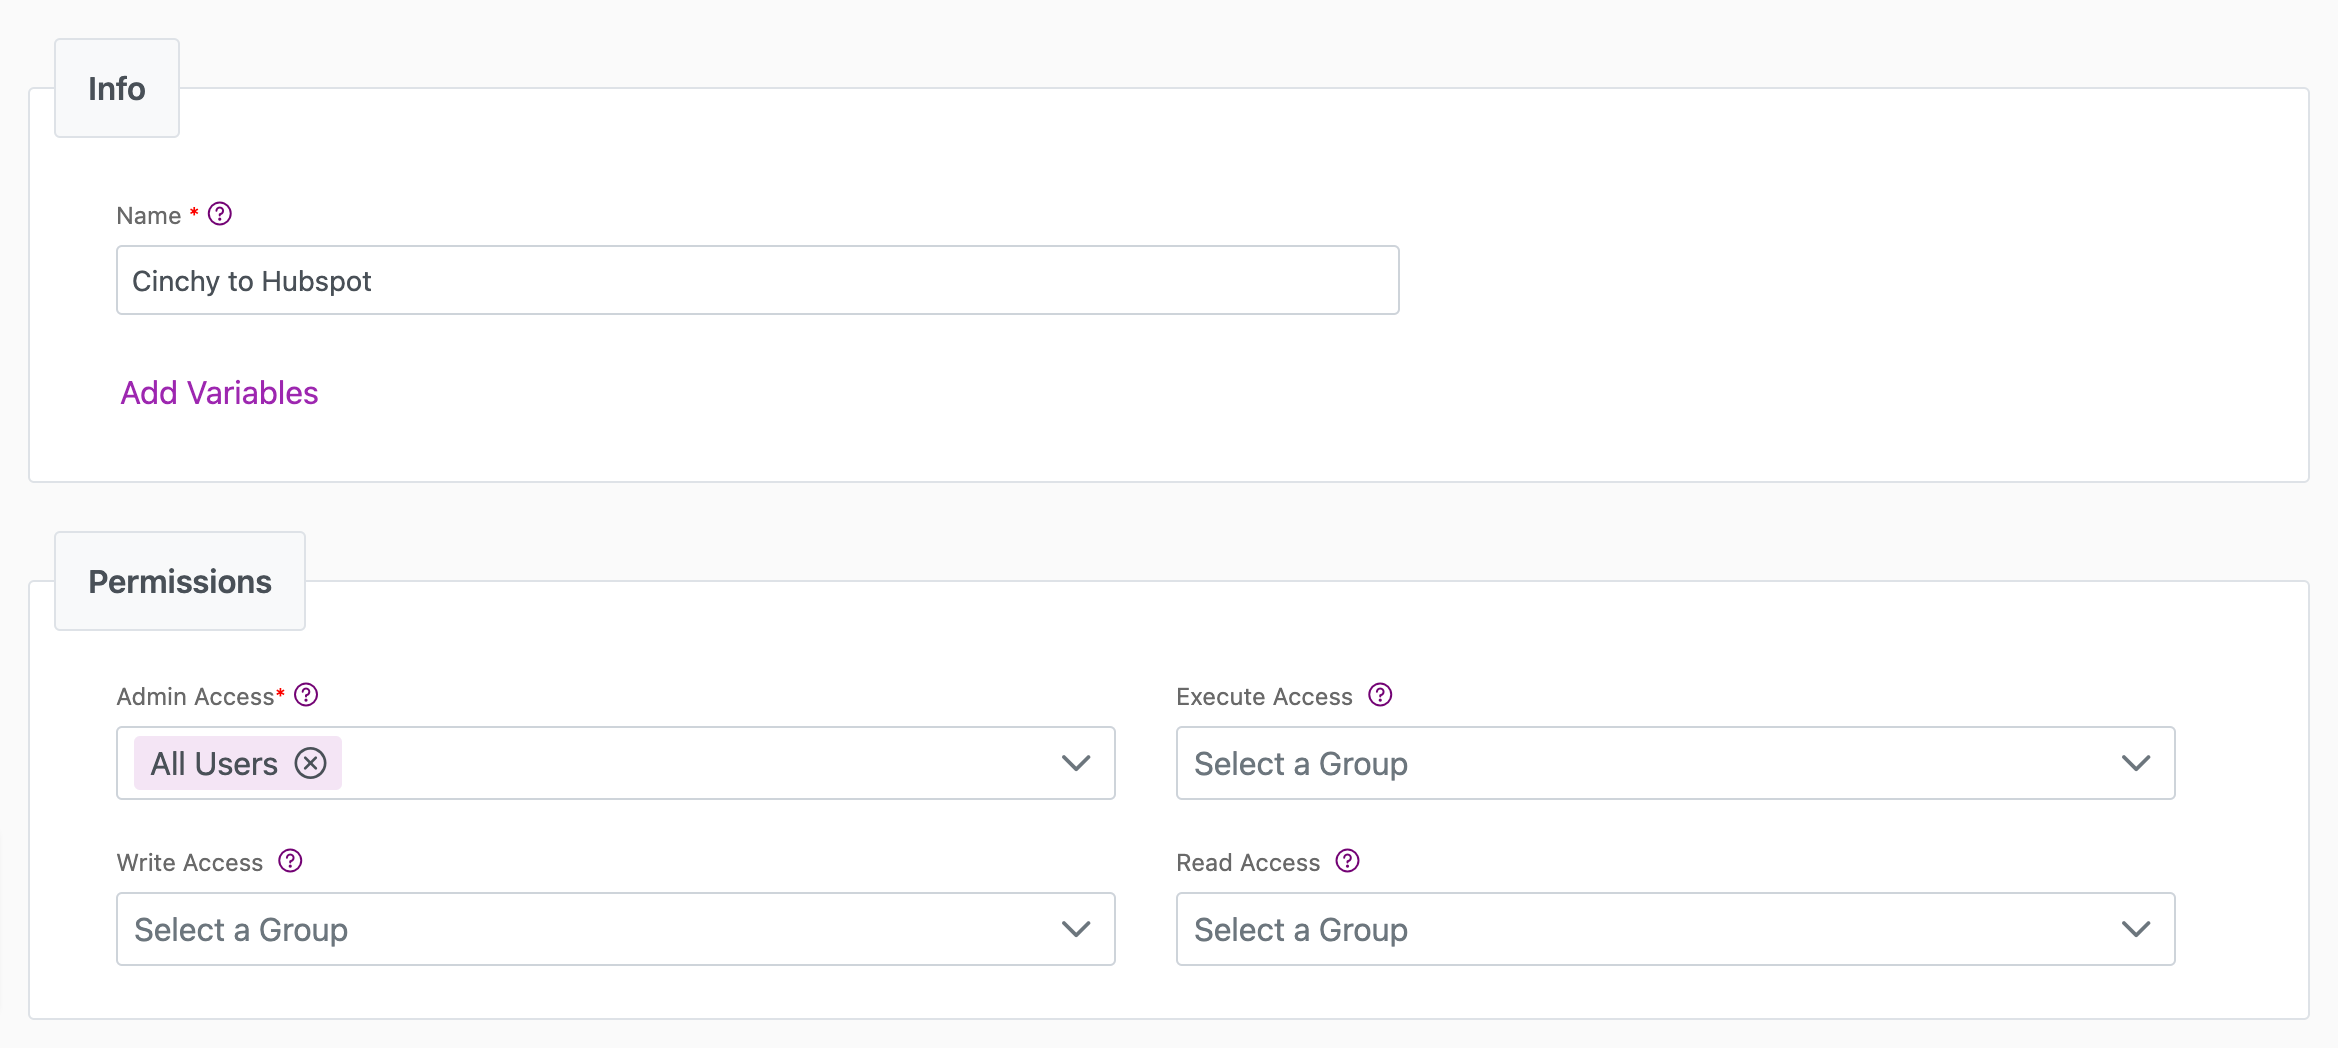 Info
Name *
Cinchy to Hubspot
Add Variables
Permissions
Admin Access*
All Users
Execute Access
Select a Group
Write Access
Select a Group
Read Access
Select a Group